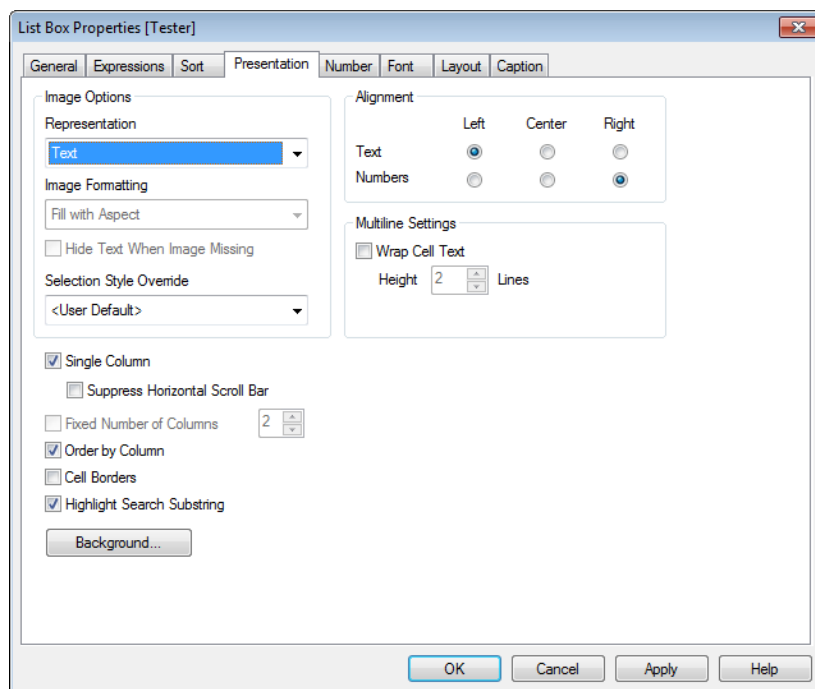 List Box Properties [Tester]
General Expressions Sort Presentation Number Font Layout Caption
Image Options
Representation
Text
Image Formatting
Fill with Aspect
Hide Text When Image Missing
Selection Style Override
<User Default>
Alignment
Left Center Right
Text
Numbers
Multiline Settings
Wrap Cell Text
Height 2 Lines
Single Column
Suppress Horizontal Scroll Bar
Fixed Number of Columns 2
Order by Column
Cell Borders
Highlight Search Substring
Background...
OK Cancel Apply Help